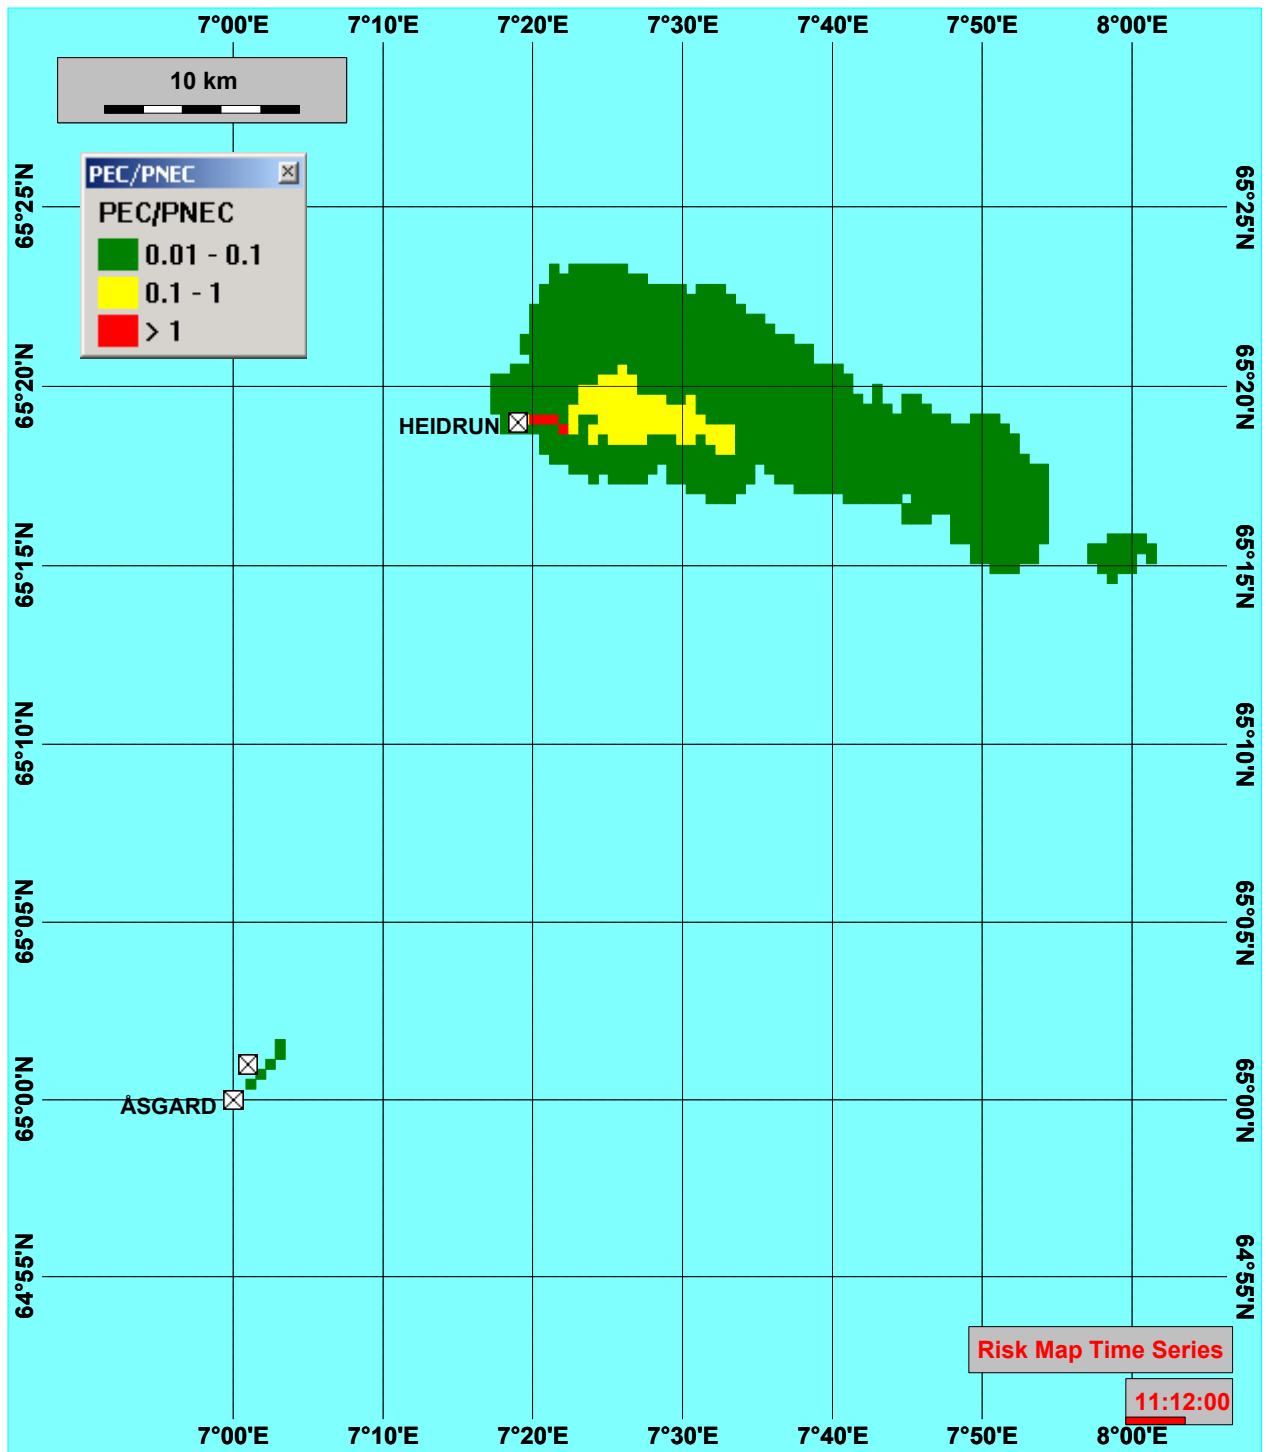 7°00'E 7°10'E 7°20'E 7°30'E 7°40'E 7°50'E 8°00'E
10 km
PEC/PNEC
PEC/PNEC
0.01 - 0.1
0.1 - 1
> 1
65°25'N 65°25'N
65°20'N 65°20'N
HEIDRUN
65°15'N 65°15'N
65°10'N 65°10'N
65°05'N 65°05'N
65°00'N 65°00'N
ÅSGARD
64°55'N 64°55'N
Risk Map Time Series
11:12:00
7°00'E 7°10'E 7°20'E 7°30'E 7°40'E 7°50'E 8°00'E